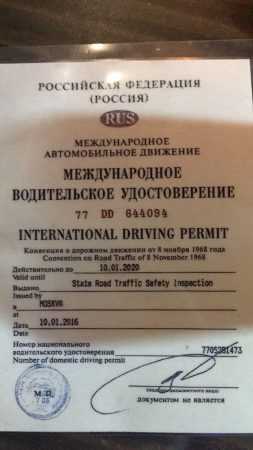 РОССИЙСКАЯ ФЕДЕРАЦИЯ
(РОССИЯ)
RUS
МЕЖДУНАРОДНОЕ
АВТОМОБИЛЬНОЕ ДВИЖЕНИЕ
МЕЖДУНАРОДНОЕ
ВОДИТЕЛЬСКОЕ УДОСТОВЕРЕНИЕ
77 DD 644094
INTERNATIONAL DRIVING PERMIT
Конвенция о дорожном движении от 8 ноября 1968 года
Convention on Road Traffic of 8 November 1968
Действительно до 10.01.2020
Valid until
Выдано State Road Traffic Safety Inspection
Issued by
в MOSKVA
at
Дата 10.01.2016
Date
Номер национального
водительского удостоверения 7705281473
Number of domestic driving permit
М.П.
документом не является